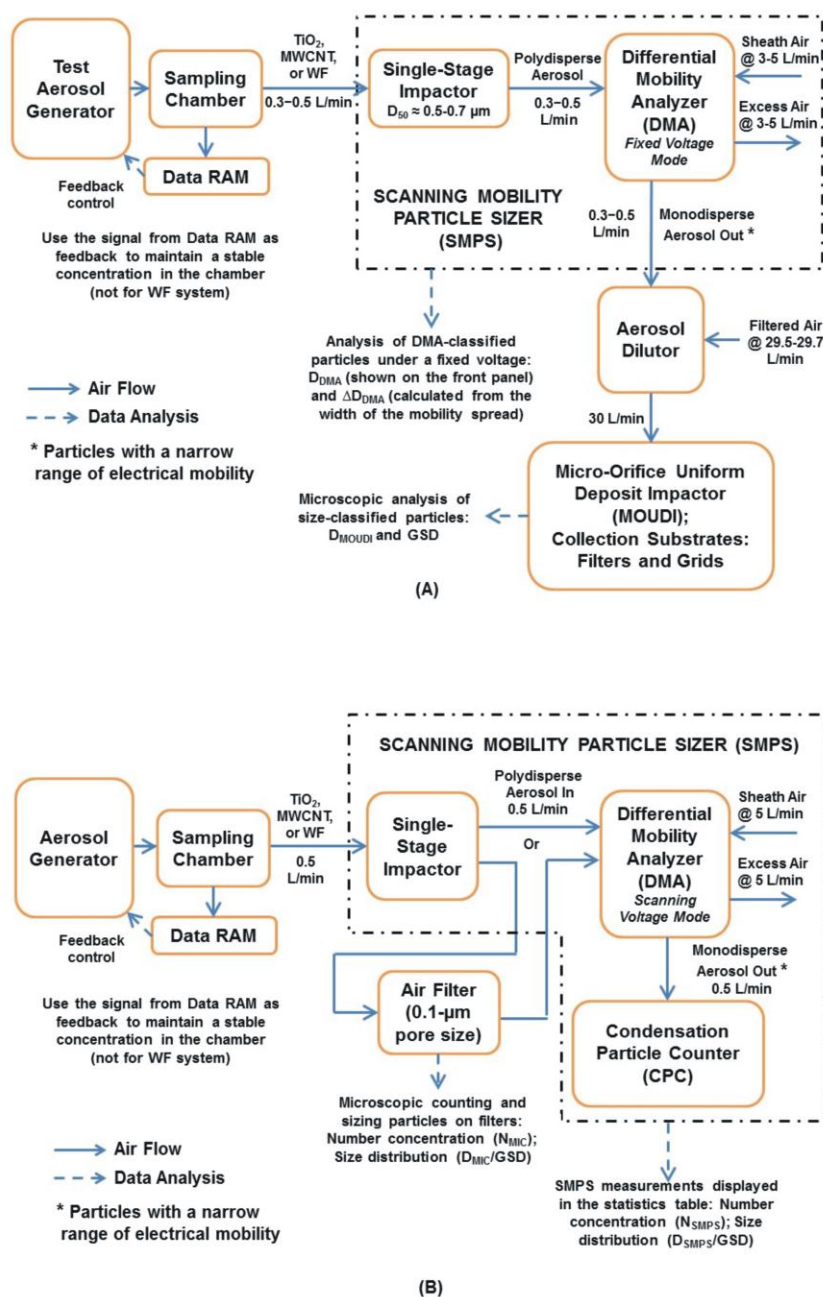 Test
Aerosol
Generator
Sampling
Chamber
TiO₂,
MWCNT,
or WF
0.3–0.5 L/min
Single-Stage
Impactor
D₅₀ ≈ 0.5-0.7 µm
Polydisperse
Aerosol
0.3–0.5
L/min
Differential
Mobility
Analyzer
(DMA)
Fixed Voltage
Mode
Sheath Air
@ 3-5 L/min
Excess Air
@ 3-5 L/min
Data RAM
Feedback
control
Use the signal from Data RAM as
feedback to maintain a stable
concentration in the chamber
(not for WF system)
SCANNING MOBILITY
PARTICLE SIZER
(SMPS)
0.3–0.5
L/min
Monodisperse
Aerosol Out *
Analysis of DMA-classified
particles under a fixed voltage:
D_DMA (shown on the front panel)
and ΔD_DMA (calculated from the
width of the mobility spread)
Aerosol
Dilutor
Filtered Air
@ 29.5-29.7
L/min
Air Flow
Data Analysis
* Particles with a narrow
range of electrical mobility
30 L/min
Micro-Orifice Uniform
Deposit Impactor
(MOUDI);
Collection Substrates:
Filters and Grids
Microscopic analysis of
size-classified particles:
D_MOUDI and GSD
(A)
SCANNING MOBILITY PARTICLE SIZER (SMPS)
Aerosol
Generator
Sampling
Chamber
TiO₂,
MWCNT,
or WF
0.5
L/min
Single-
Stage
Impactor
Polydisperse
Aerosol In
0.5 L/min
Or
Differential
Mobility
Analyzer
(DMA)
Scanning
Voltage Mode
Sheath Air
@ 5 L/min
Excess Air
@ 5 L/min
Data RAM
Feedback
control
Use the signal from Data RAM as
feedback to maintain a stable
concentration in the chamber
(not for WF system)
Air Filter
(0.1-µm
pore size)
Monodisperse
Aerosol Out *
0.5 L/min
Condensation
Particle Counter
(CPC)
Microscopic counting and
sizing particles on filters:
Number concentration (N_MIC);
Size distribution (D_MIC/GSD)
Air Flow
Data Analysis
* Particles with a narrow
range of electrical mobility
SMPS measurements displayed
in the statistics table: Number
concentration (N_SMPS); Size
distribution (D_SMPS/GSD)
(B)